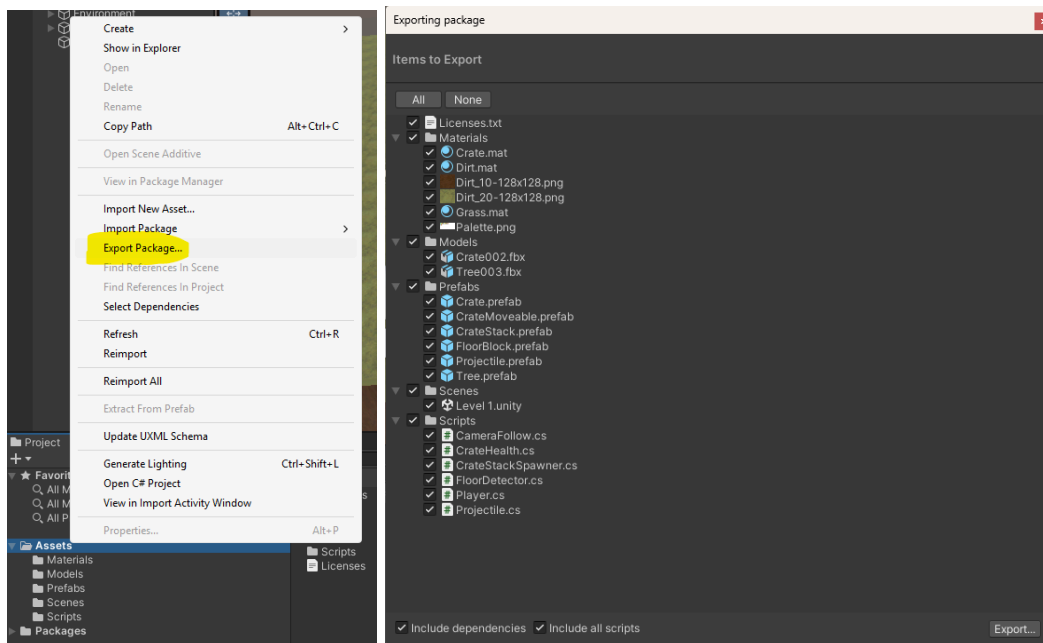 Environment
Create
Show in Explorer
Open
Delete
Rename
Copy Path Alt+Ctrl+C
Open Scene Additive
View in Package Manager
Import New Asset...
Import Package
Export Package...
Find References In Scene
Find References In Project
Select Dependencies
Refresh Ctrl+R
Reimport
Reimport All
Extract From Prefab
Update UXML Schema
Generate Lighting Ctrl+Shift+L
Open C# Project
View in Import Activity Window
Properties... Alt+P
Project
Favorit
All M
All M
All P
Assets
Materials
Models
Prefabs
Scenes
Scripts
Packages
s
Scripts
Licenses
Exporting package
Items to Export
All None
Licenses.txt
Materials
Crate.mat
Dirt.mat
Dirt_10-128x128.png
Dirt_20-128x128.png
Grass.mat
Palette.png
Models
Crate002.fbx
Tree003.fbx
Prefabs
Crate.prefab
CrateMoveable.prefab
CrateStack.prefab
FloorBlock.prefab
Projectile.prefab
Tree.prefab
Scenes
Level 1.unity
Scripts
CameraFollow.cs
CrateHealth.cs
CrateStackSpawner.cs
FloorDetector.cs
Player.cs
Projectile.cs
Include dependencies Include all scripts Export...